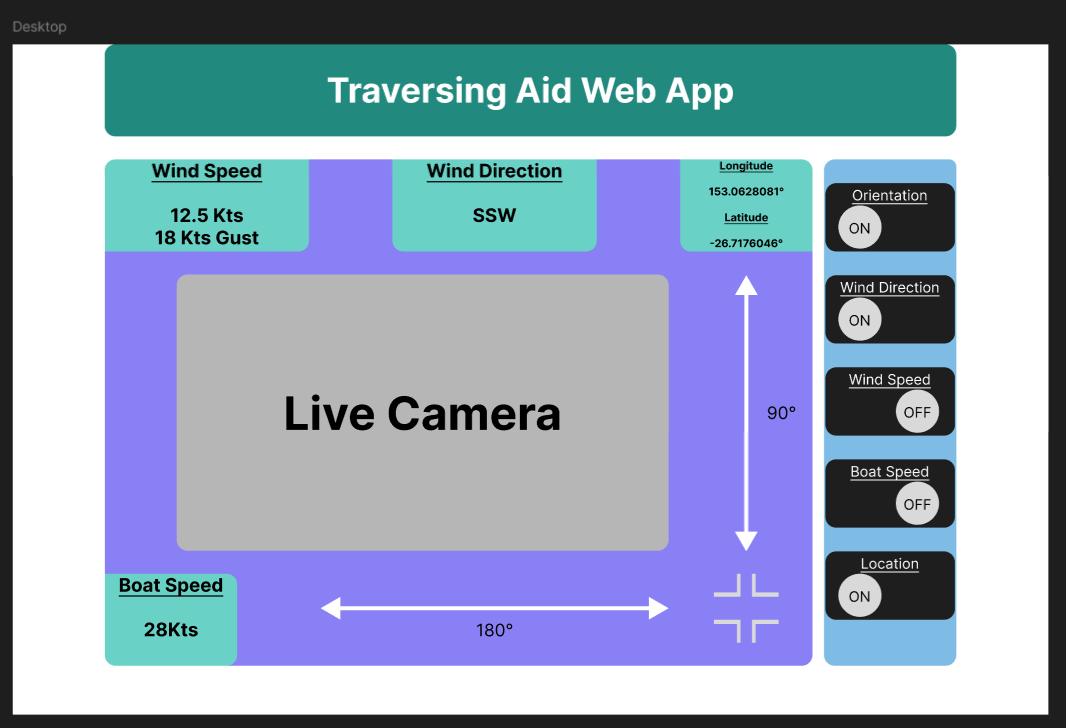 Desktop
Traversing Aid Web App
Wind Speed
12.5 Kts
18 Kts Gust
Wind Direction
SSW
Longitude
153.0628081°
Latitude
-26.7176046°
Live Camera
90°
Boat Speed
28Kts
180°
Orientation
ON
Wind Direction
ON
Wind Speed
OFF
Boat Speed
OFF
Location
ON